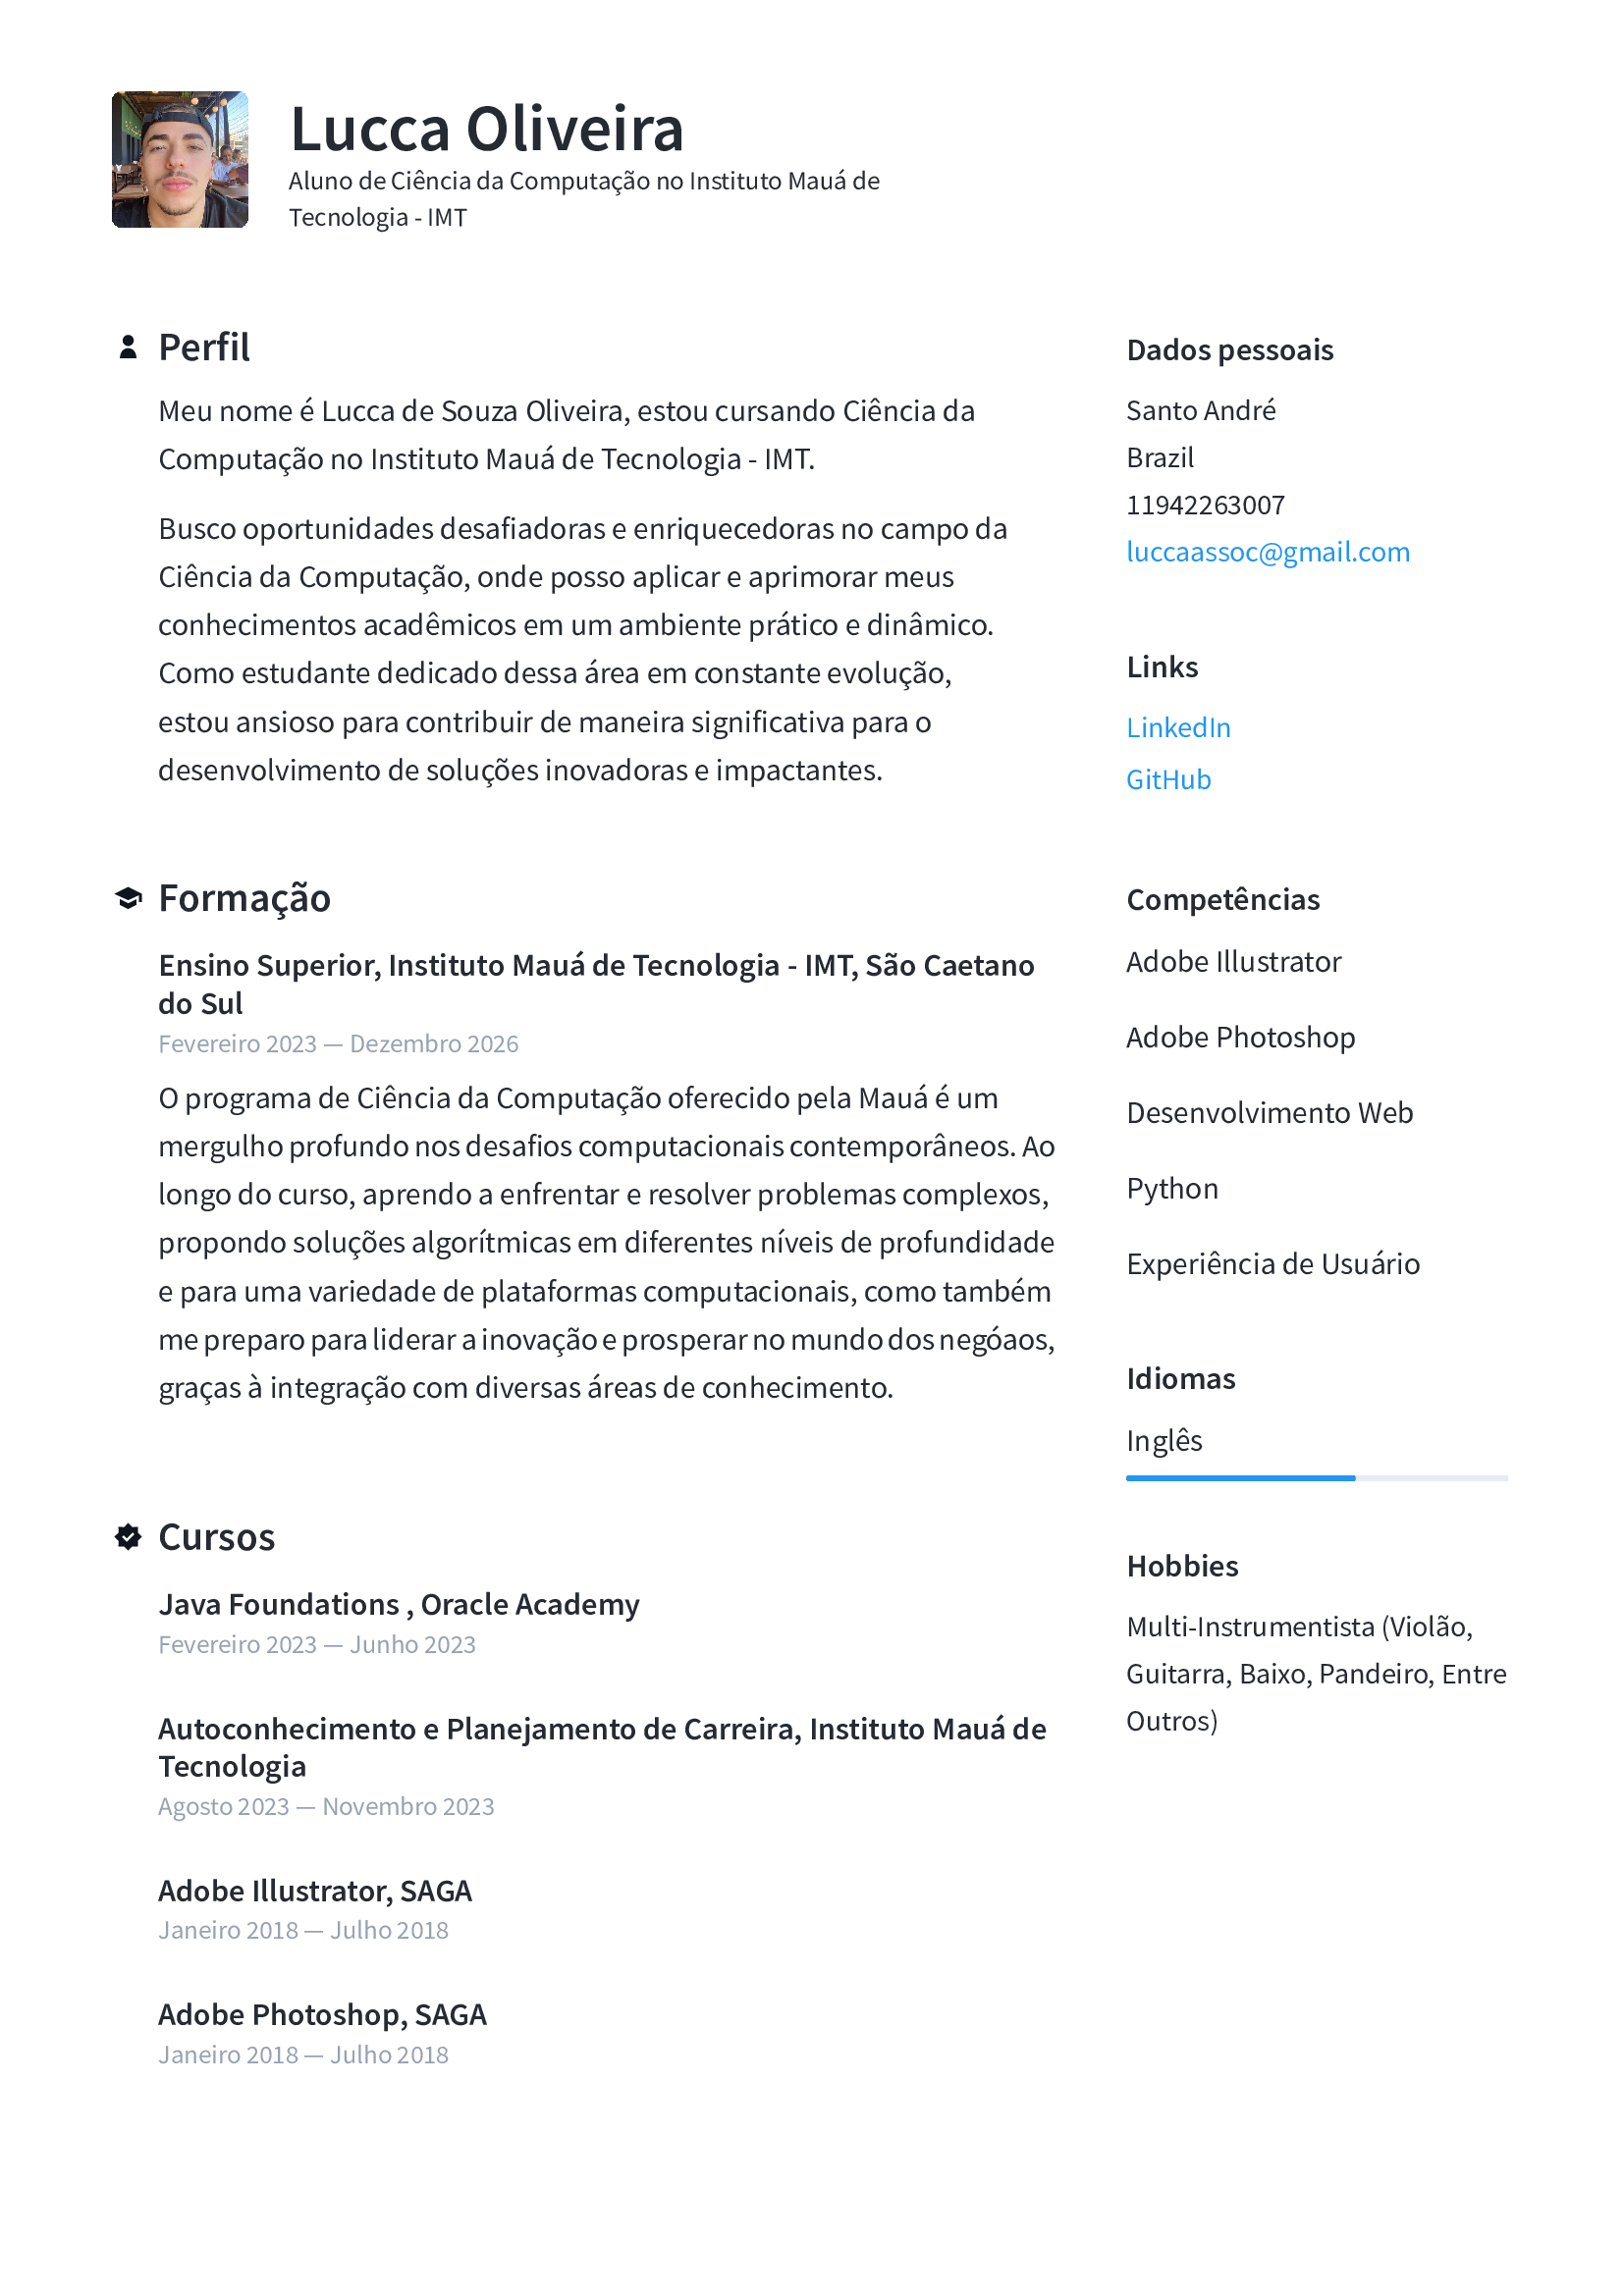 Lucca Oliveira
Aluno de Ciência da Computação no Instituto Mauá de
Tecnologia - IMT
Perfil
Meu nome é Lucca de Souza Oliveira, estou cursando Ciência da
Computação no Instituto Mauá de Tecnologia - IMT.
Busco oportunidades desafiadoras e enriquecedoras no campo da
Ciência da Computação, onde posso aplicar e aprimorar meus
conhecimentos acadêmicos em um ambiente prático e dinâmico.
Como estudante dedicado dessa área em constante evolução,
estou ansioso para contribuir de maneira significativa para o
desenvolvimento de soluções inovadoras e impactantes.
Formação
Ensino Superior, Instituto Mauá de Tecnologia - IMT, São Caetano
do Sul
Fevereiro 2023 — Dezembro 2026
O programa de Ciência da Computação oferecido pela Mauá é um
mergulho profundo nos desafios computacionais contemporâneos. Ao
longo do curso, aprendo a enfrentar e resolver problemas complexos,
propondo soluções algorítmicas em diferentes níveis de profundidade
e para uma variedade de plataformas computacionais, como também
me preparo para liderar a inovação e prosperar no mundo dos negóaos,
graças à integração com diversas áreas de conhecimento.
Cursos
Java Foundations , Oracle Academy
Fevereiro 2023 — Junho 2023
Autoconhecimento e Planejamento de Carreira, Instituto Mauá de
Tecnologia
Agosto 2023 — Novembro 2023
Adobe Illustrator, SAGA
Janeiro 2018 — Julho 2018
Adobe Photoshop, SAGA
Janeiro 2018 — Julho 2018
Dados pessoais
Santo André
Brazil
11942263007
luccaassoc@gmail.com
Links
LinkedIn
GitHub
Competências
Adobe Illustrator
Adobe Photoshop
Desenvolvimento Web
Python
Experiência de Usuário
Idiomas
Inglês
Hobbies
Multi-Instrumentista (Violão,
Guitarra, Baixo, Pandeiro, Entre
Outros)